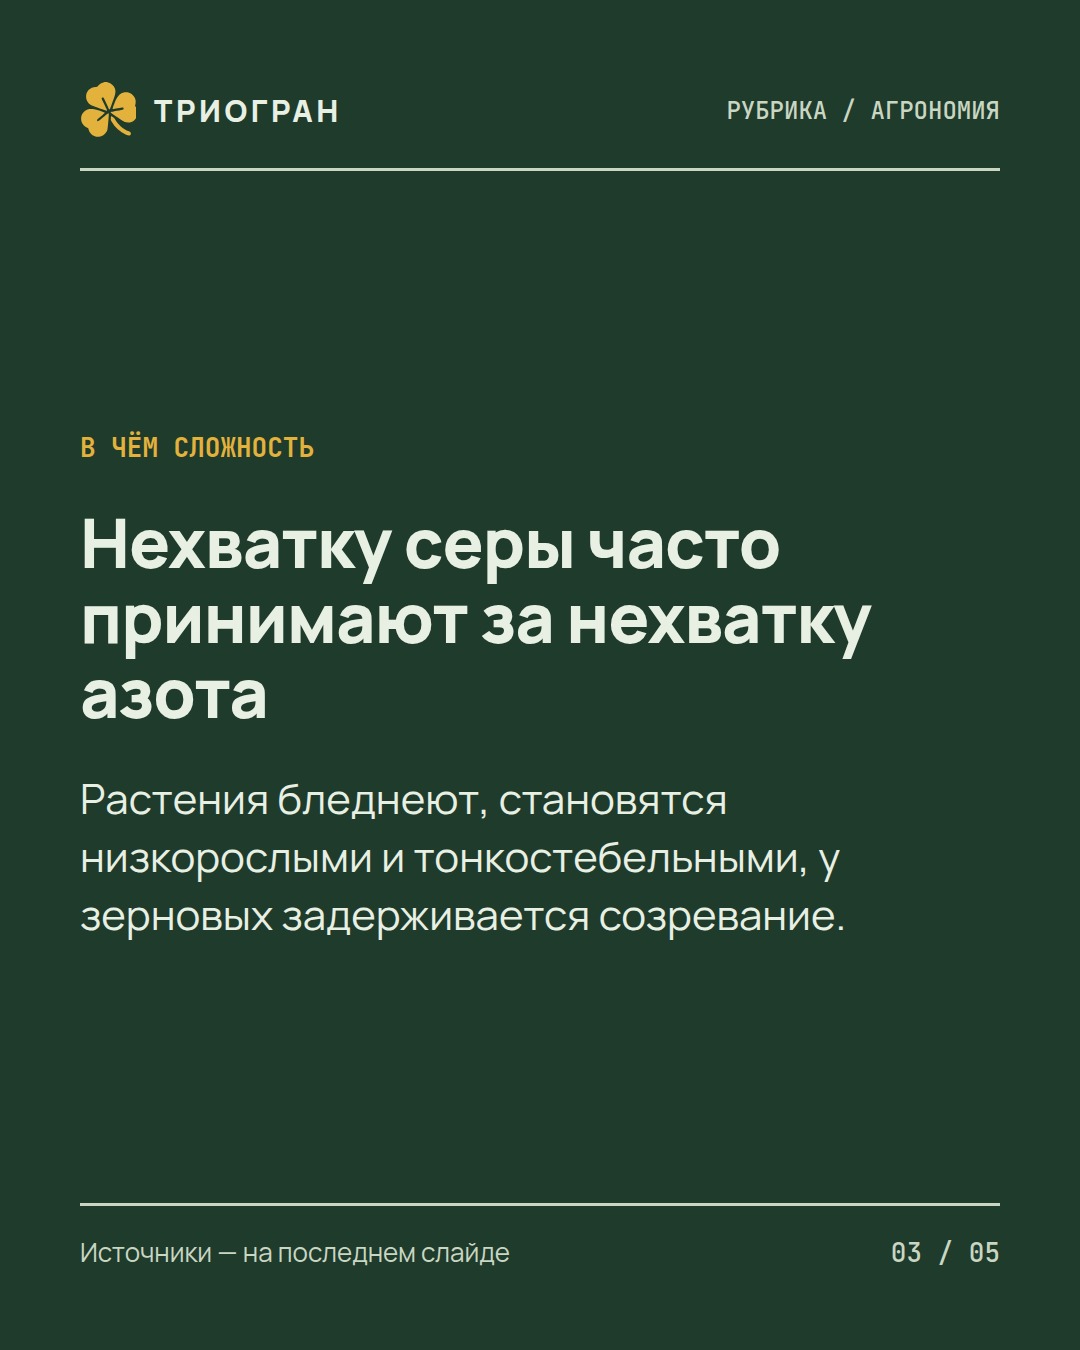 ТРИОГРАН
РУБРИКА / АГРОНОМИЯ
В ЧЁМ СЛОЖНОСТЬ
Нехватку серы часто
принимают за нехватку
азота
Растения бледнеют, становятся
низкорослыми и тонкостебельными, у
зерновых задерживается созревание.
Источники — на последнем слайде
03 / 05